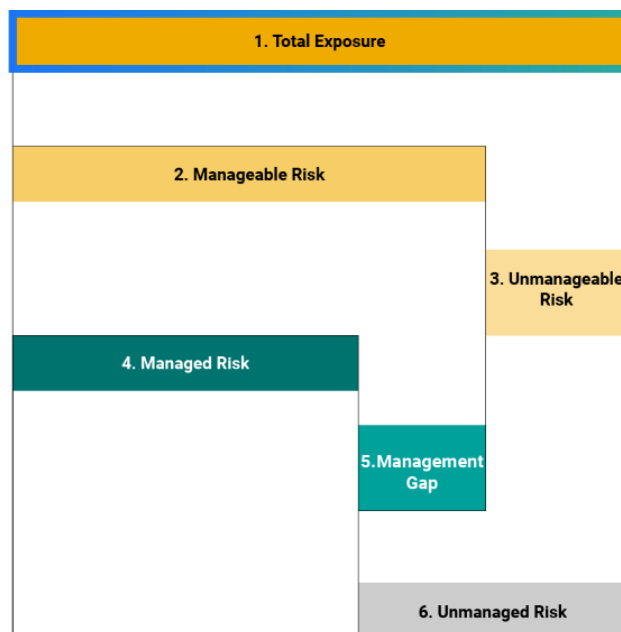 1. Total Exposure
2. Manageable Risk
3. Unmanageable
Risk
4. Managed Risk
5.Management
Gap
6. Unmanaged Risk